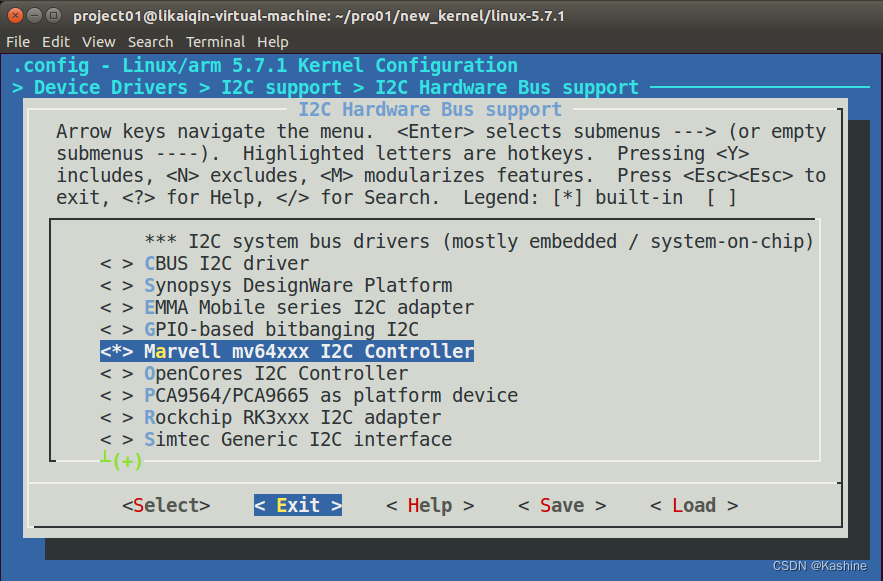 project01@likaiqin-virtual-machine: ~/pro01/new_kernel/linux-5.7.1
File Edit View Search Terminal Help
.config - Linux/arm 5.7.1 Kernel Configuration
> Device Drivers > I2C support > I2C Hardware Bus support
I2C Hardware Bus support
Arrow keys navigate the menu.  <Enter> selects submenus ---> (or empty
submenus ----).  Highlighted letters are hotkeys.  Pressing <Y>
includes, <N> excludes, <M> modularizes features.  Press <Esc><Esc> to
exit, <?> for Help, </> for Search.  Legend: [*] built-in  [ ]
*** I2C system bus drivers (mostly embedded / system-on-chip)
< > CBUS I2C driver
< > Synopsys DesignWare Platform
< > EMMA Mobile series I2C adapter
< > GPIO-based bitbanging I2C
<*> Marvell mv64xxx I2C Controller
< > OpenCores I2C Controller
< > PCA9564/PCA9665 as platform device
< > Rockchip RK3xxx I2C adapter
< > Simtec Generic I2C interface
┴(+)
<Select>    < Exit >    < Help >    < Save >    < Load >
CSDN @Kashine